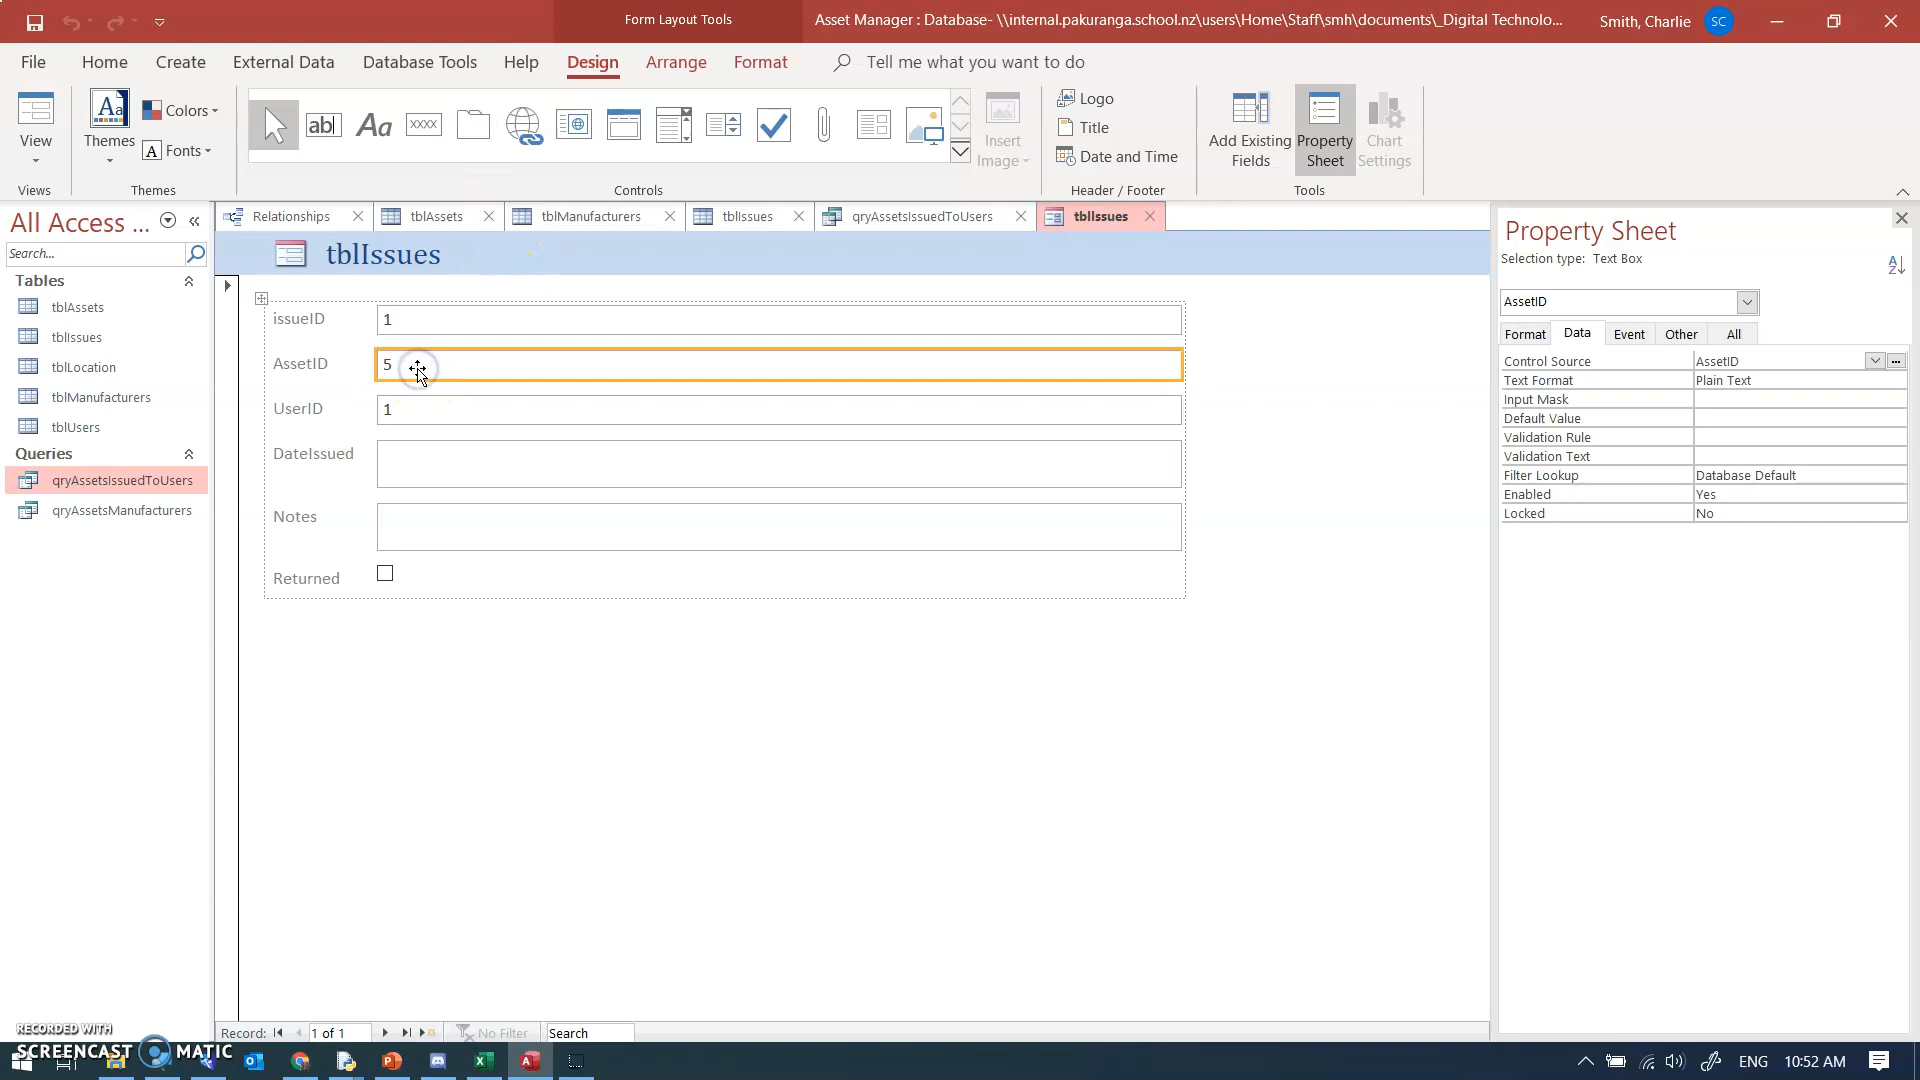 Form Layout Tools
Asset Manager : Database- \\internal.pakuranga.school.nz\users\Home\Staff\smh\documents\_Digital Technolo...
Smith, Charlie
SC
File
Home
Create
External Data
Database Tools
Help
Design
Arrange
Format
Tell me what you want to do
View
Aa
Themes
Colors
A Fonts
ab|
Aa
XXXX
Insert
Image
Logo
Title
Date and Time
Add Existing
Fields
Property
Sheet
Chart
Settings
Views
Themes
Controls
Header / Footer
Tools
All Access ...
Search...
Tables
tblAssets
tblIssues
tblLocation
tblManufacturers
tblUsers
Queries
qryAssetsIssuedToUsers
qryAssetsManufacturers
Relationships
tblAssets
tblManufacturers
tblIssues
qryAssetsIssuedToUsers
tblIssues
tblIssues
issueID 1
AssetID 5
UserID 1
DateIssued
Notes
Returned
Record:
1 of 1
No Filter
Search
Property Sheet
Selection type: Text Box
A
Z
AssetID
Format
Data
Event
Other
All
Control Source AssetID
Text Format Plain Text
Input Mask
Default Value
Validation Rule
Validation Text
Filter Lookup Database Default
Enabled Yes
Locked No
RECORDED WITH
SCREENCAST MATIC
ENG
10:52 AM